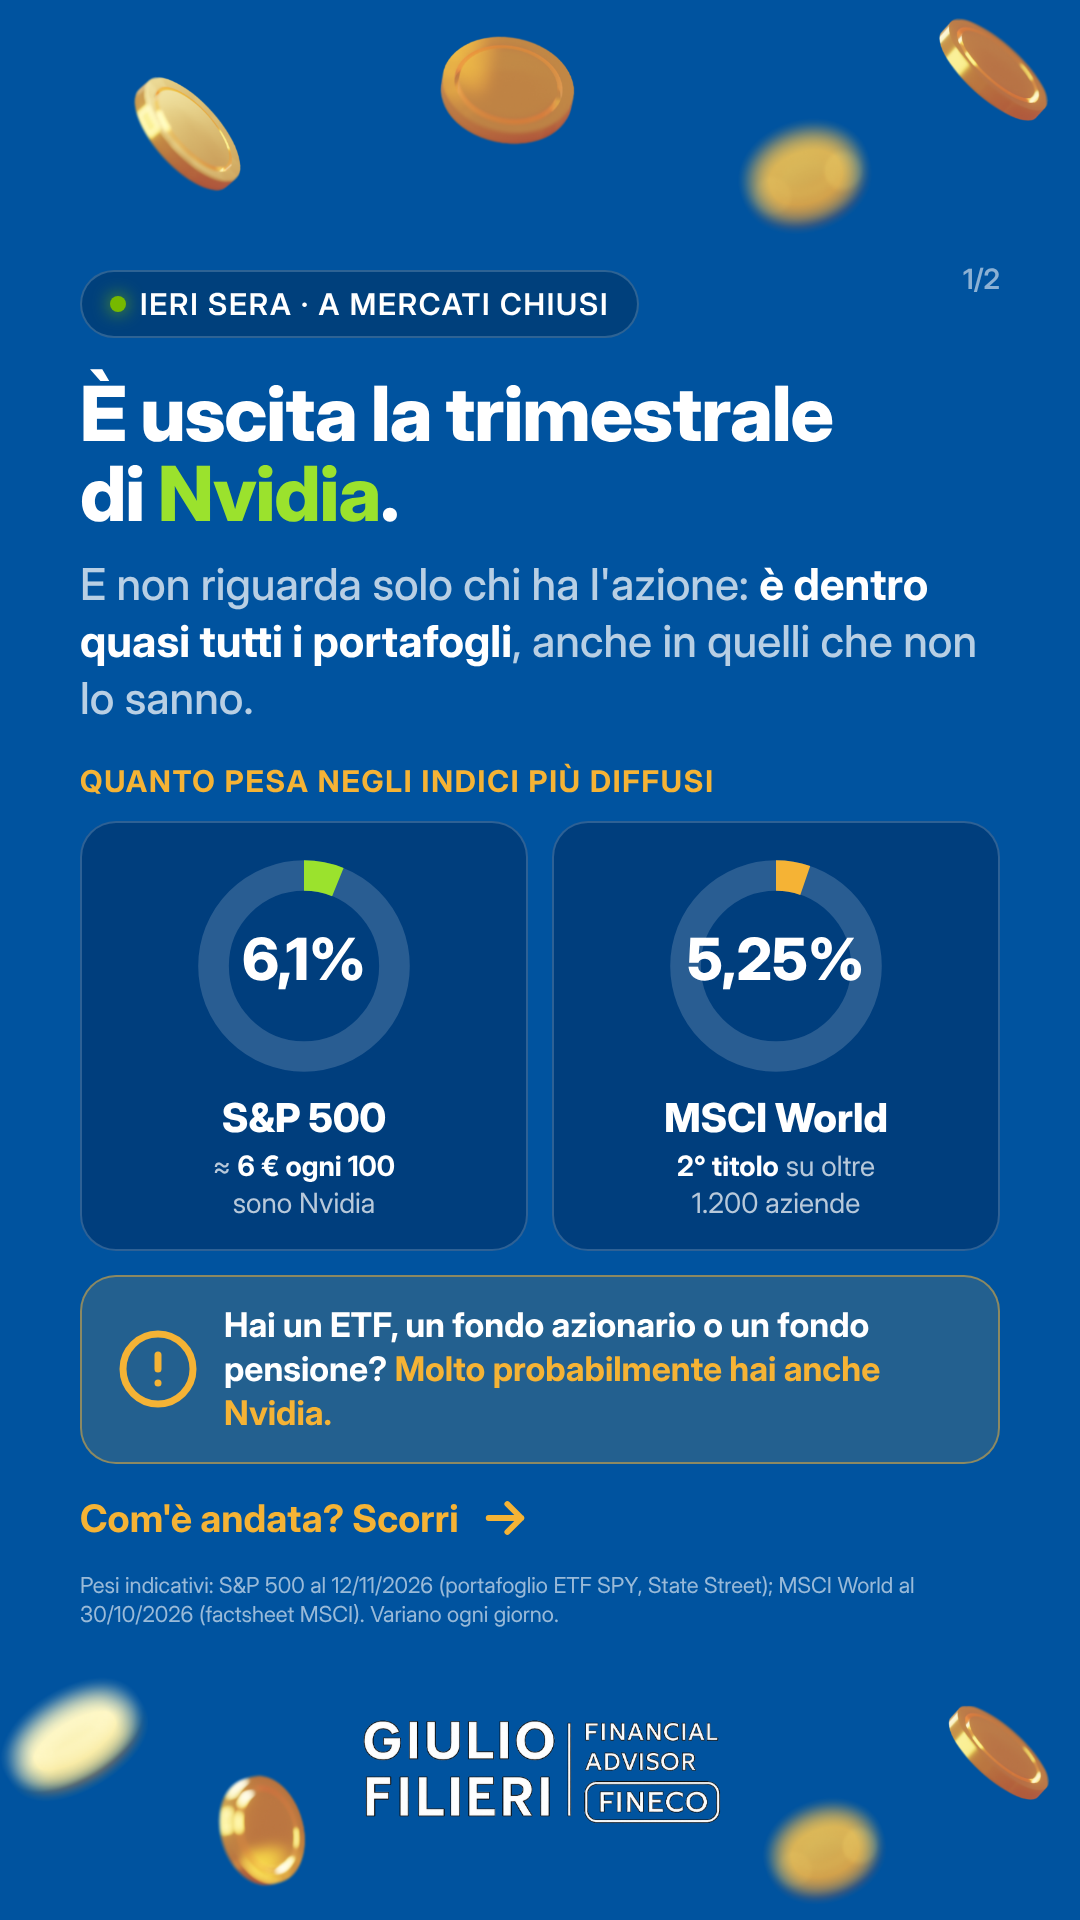 1/2
IERI SERA · A MERCATI CHIUSI
È uscita la trimestrale
di Nvidia.
E non riguarda solo chi ha l'azione: è dentro
quasi tutti i portafogli, anche in quelli che non
lo sanno.
QUANTO PESA NEGLI INDICI PIÙ DIFFUSI
6,1%
S&P 500
≈ 6 € ogni 100
sono Nvidia
5,25%
MSCI World
2° titolo su oltre
1.200 aziende
Hai un ETF, un fondo azionario o un fondo
pensione? Molto probabilmente hai anche
Nvidia.
Com'è andata? Scorri →
Pesi indicativi: S&P 500 al 12/11/2026 (portafoglio ETF SPY, State Street); MSCI World al
30/10/2026 (factsheet MSCI). Variano ogni giorno.
GIULIO
FILIERI
FINANCIAL
ADVISOR
FINECO